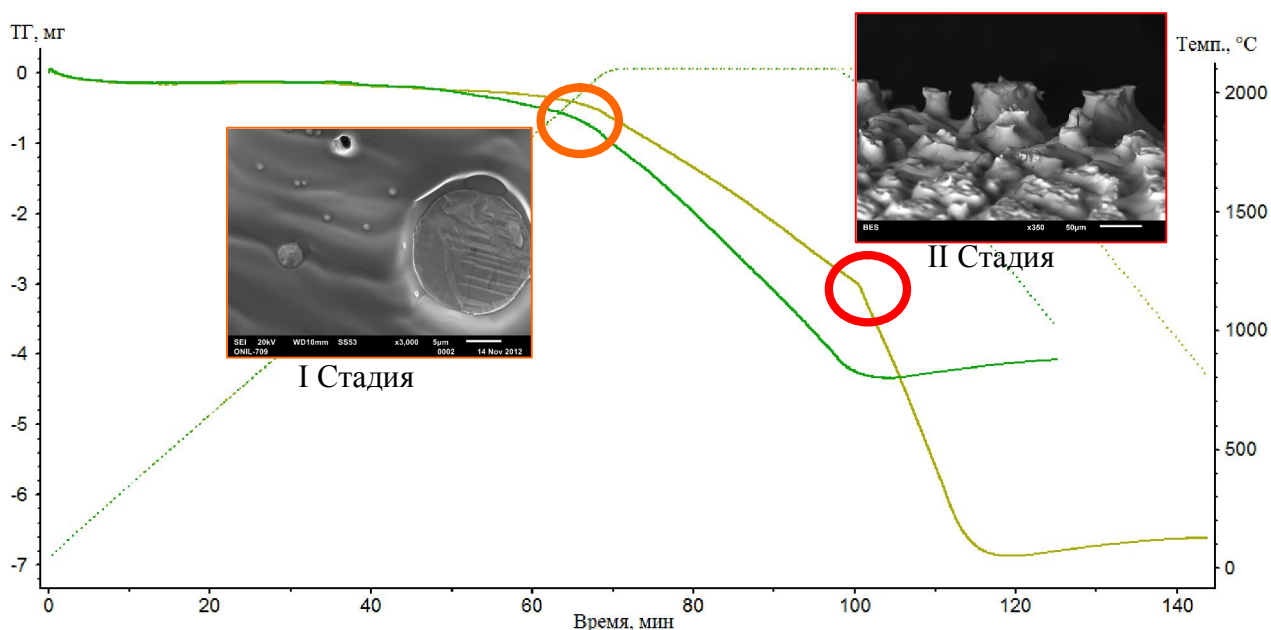 ТГ, мг
Темп., °C
0
-1
-2
-3
-4
-5
-6
-7
2000
1500
1000
500
0
BES x350 50µm
II Стадия
SEI 20kV WD10mm SS53 x3,000 5µm
ONIL-709 0002 14 Nov 2012
I Стадия
0 20 40 60 80 100 120 140
Время, мин